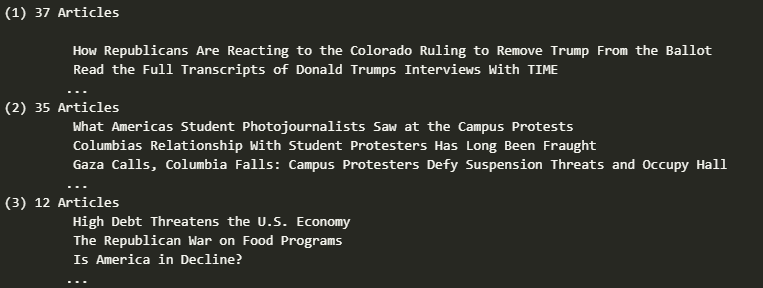 (1) 37 Articles
How Republicans Are Reacting to the Colorado Ruling to Remove Trump From the Ballot
Read the Full Transcripts of Donald Trumps Interviews With TIME
...
(2) 35 Articles
What Americas Student Photojournalists Saw at the Campus Protests
Columbias Relationship With Student Protesters Has Long Been Fraught
Gaza Calls, Columbia Falls: Campus Protesters Defy Suspension Threats and Occupy Hall
...
(3) 12 Articles
High Debt Threatens the U.S. Economy
The Republican War on Food Programs
Is America in Decline?
...